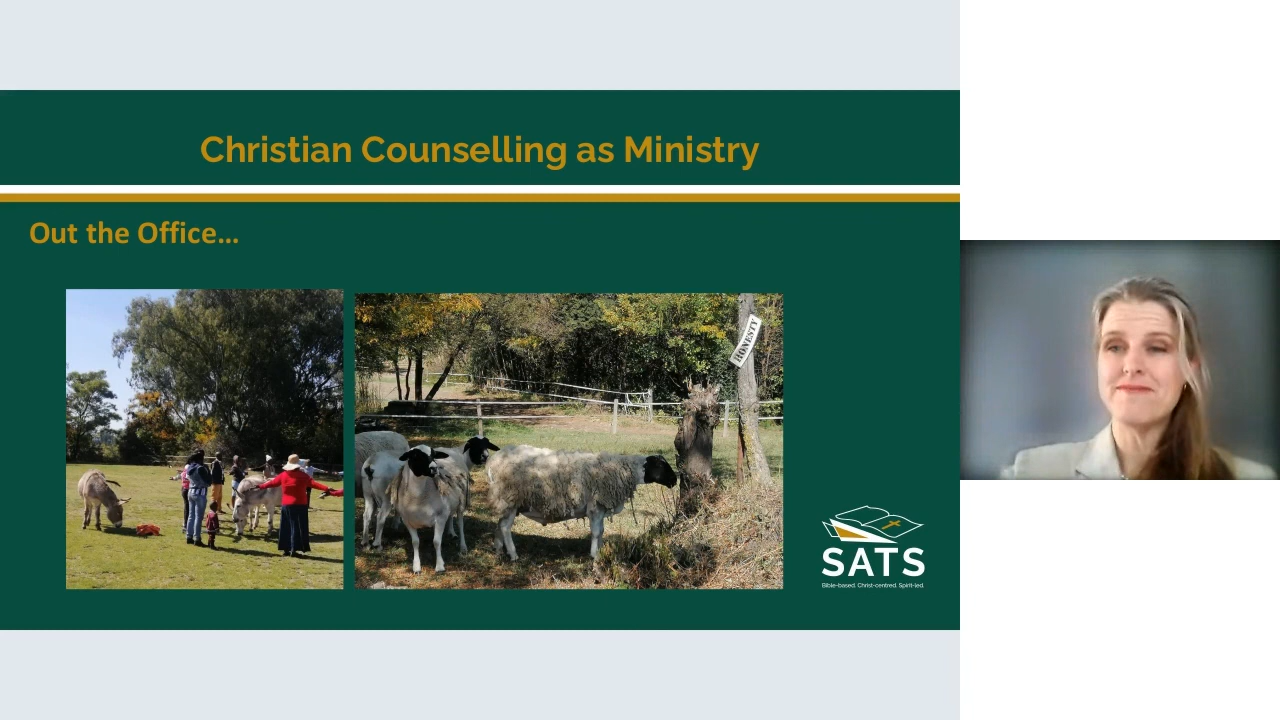 Christian Counselling as Ministry
Out the Office...
HONESTY
SATS
Bible-based. Christ-centred. Spirit-led.